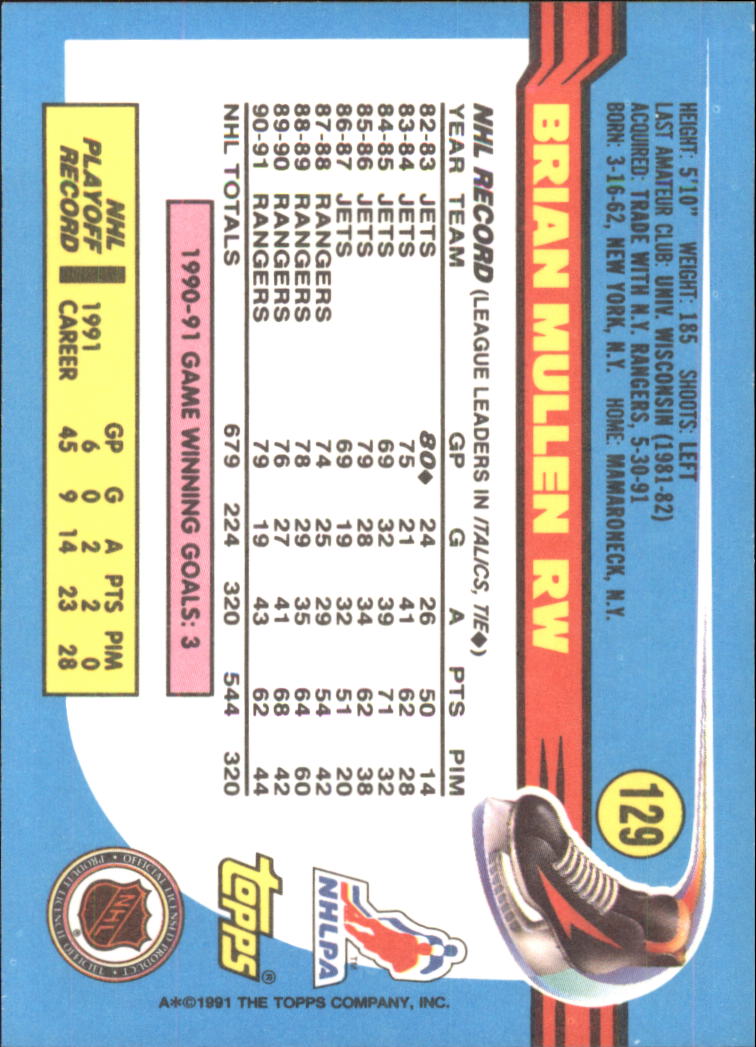 129
HEIGHT: 5'10" WEIGHT: 185 SHOOTS: LEFT
LAST AMATEUR CLUB: UNIV. WISCONSIN (1981-82)
ACQUIRED: TRADE WITH N.Y. RANGERS, 5-30-91
BORN: 3-16-62, NEW YORK, N.Y. HOME: MAMARONECK, N.Y.
BRIAN MULLEN RW
NHL RECORD (LEAGUE LEADERS IN ITALICS, TIE◆)
YEAR TEAM GP G A PTS PIM
82-83 JETS 80◆ 24 26 50 14
83-84 JETS 75 21 41 62 28
84-85 JETS 69 32 39 71 32
85-86 JETS 79 28 34 62 38
86-87 JETS 69 19 32 51 20
87-88 RANGERS 74 25 29 54 42
88-89 RANGERS 78 29 35 64 60
89-90 RANGERS 76 27 41 68 42
90-91 RANGERS 79 19 43 62 44
NHL TOTALS 679 224 320 544 320
1990-91 GAME WINNING GOALS: 3
NHL PLAYOFF RECORD
GP G A PTS PIM
1991 6 0 2 2 0
CAREER 45 9 14 23 28
NHLPA™
TOPPS®
OFFICIAL LICENSED PRODUCT • PRODUIT LICENCIÉ OFFICIEL •
NHL ®
A*©1991 THE TOPPS COMPANY, INC.